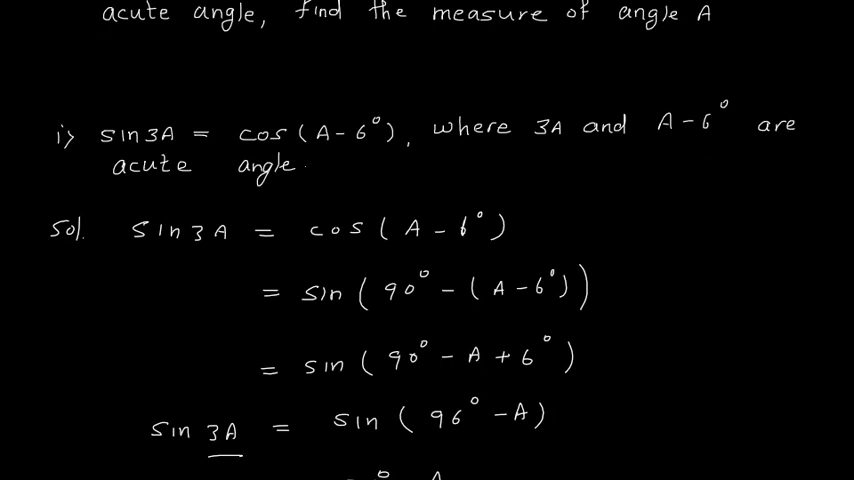 acute angle, find the measure of angle A
i) sin 3A = cos (A - 6°), where 3A and A - 6° are
acute angle.
Sol. sin 3A = cos ( A - 6°)
= sin ( 90° - ( A - 6°))
= sin ( 90° - A + 6°)
sin 3A = sin ( 96° - A)